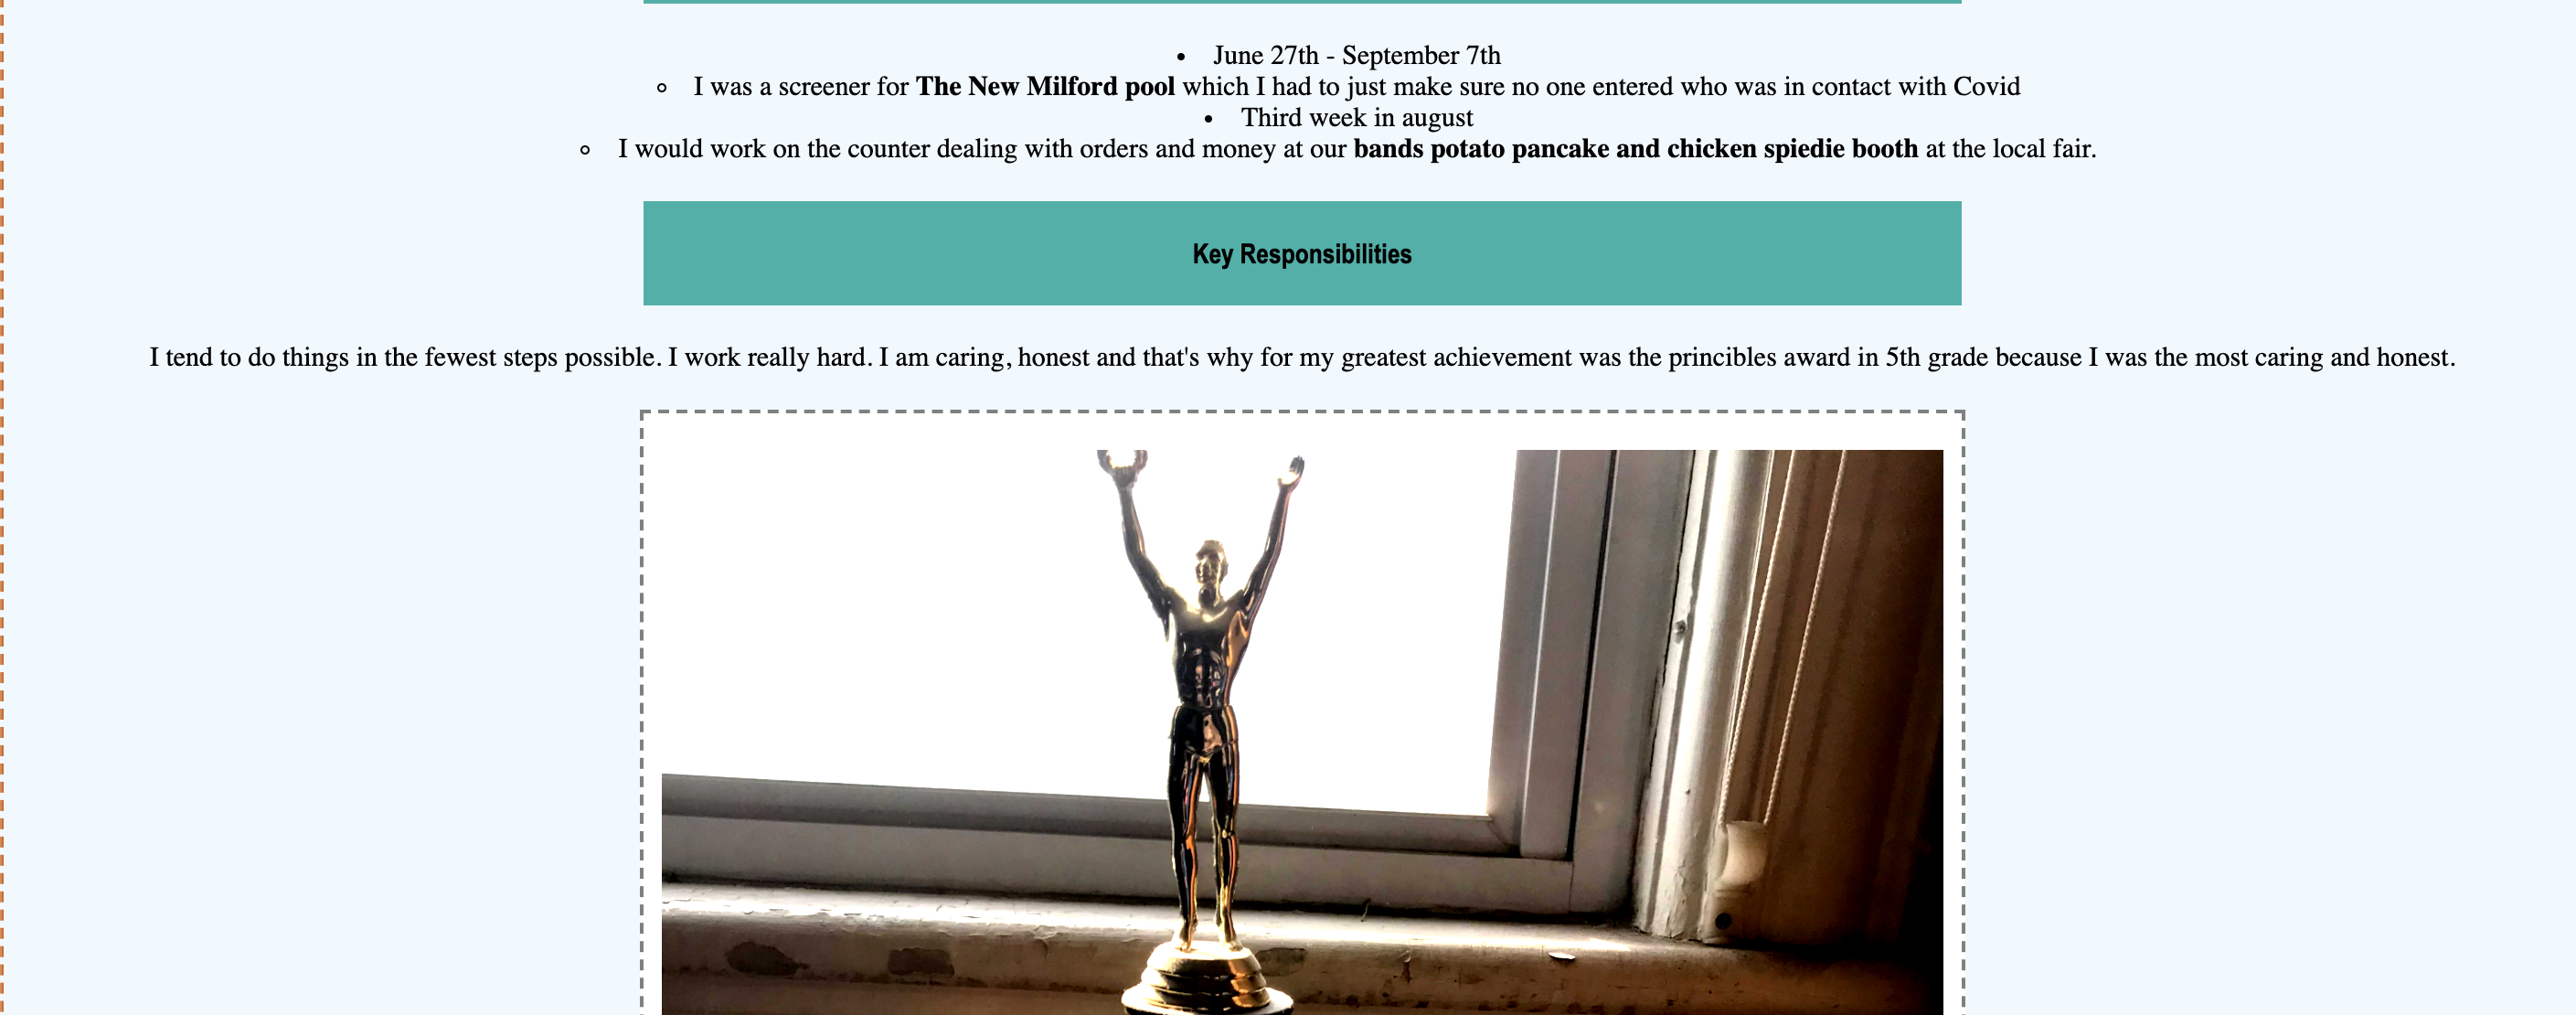 June 27th - September 7th
I was a screener for The New Milford pool which I had to just make sure no one entered who was in contact with Covid
Third week in august
I would work on the counter dealing with orders and money at our bands potato pancake and chicken spiedie booth at the local fair.
Key Responsibilities
I tend to do things in the fewest steps possible. I work really hard. I am caring, honest and that's why for my greatest achievement was the princibles award in 5th grade because I was the most caring and honest.